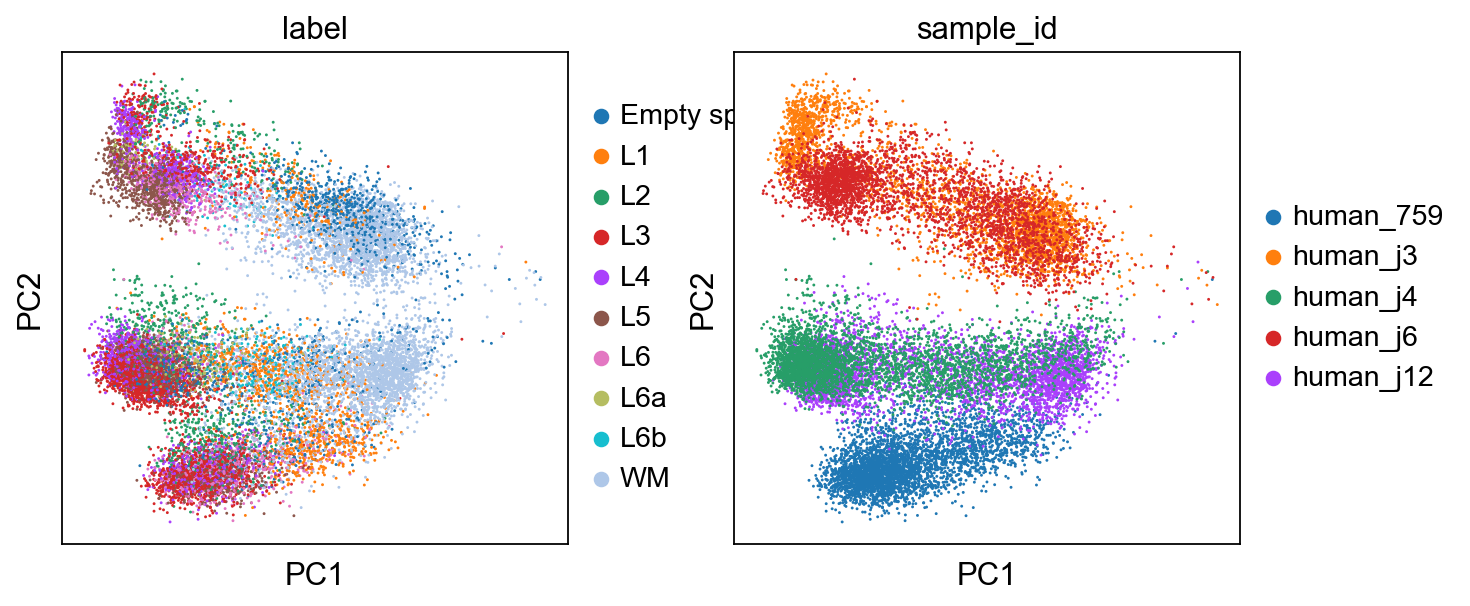 label
sample_id
Empty sp
L1
L2
L3
L4
L5
L6
L6a
L6b
WM
human_759
human_j3
human_j4
human_j6
human_j12
PC2
PC2
PC1
PC1